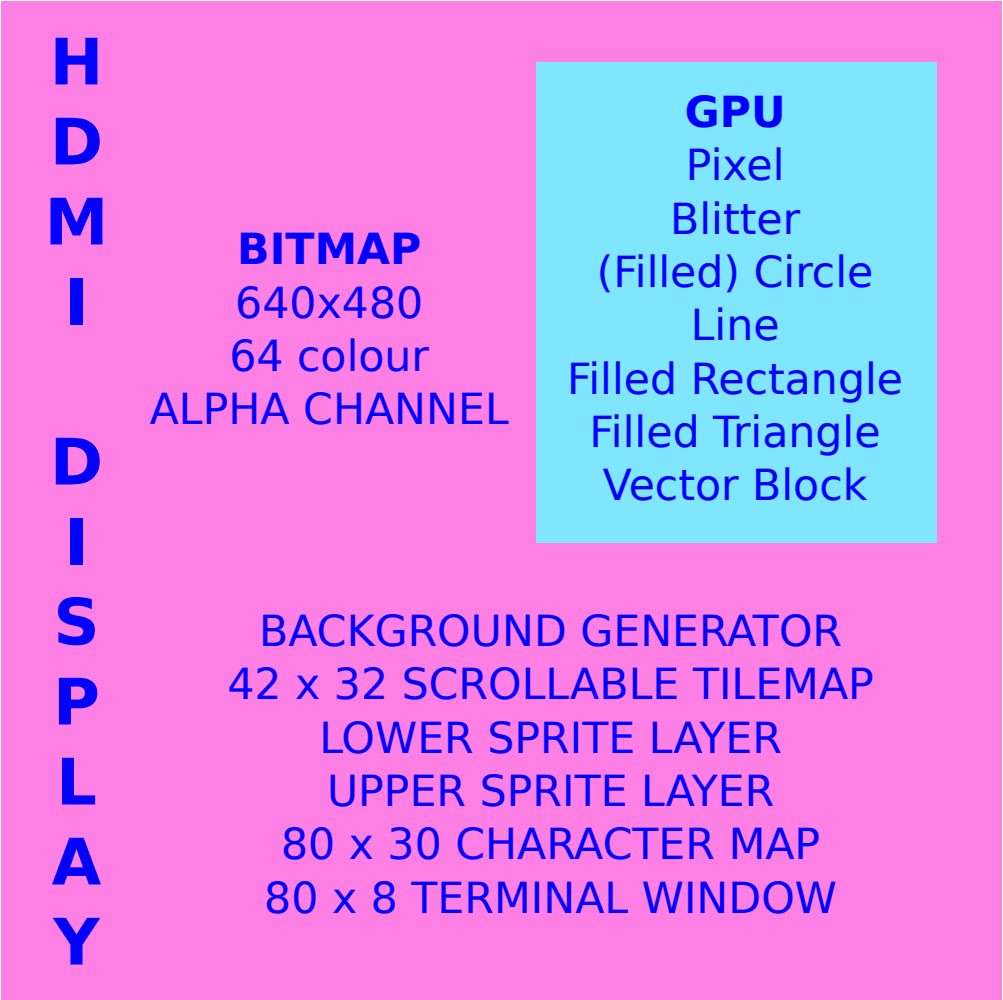 HDMI DISPLAY
BITMAP
640x480
64 colour
ALPHA CHANNEL
GPU
Pixel
Blitter
(Filled) Circle
Line
Filled Rectangle
Filled Triangle
Vector Block
BACKGROUND GENERATOR
42 x 32 SCROLLABLE TILEMAP
LOWER SPRITE LAYER
UPPER SPRITE LAYER
80 x 30 CHARACTER MAP
80 x 8 TERMINAL WINDOW